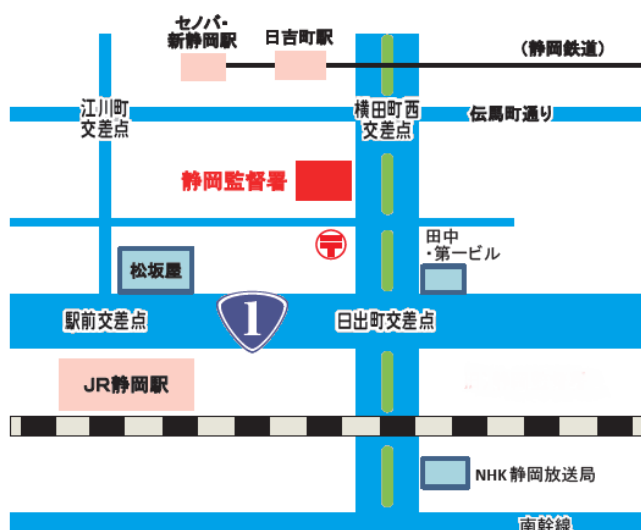 セノバ・
新静岡駅
日吉町駅
(静岡鉄道)
江川町
交差点
横田町西
交差点
伝馬町通り
静岡監督署
〒
田中
・第一ビル
松坂屋
駅前交差点
1
日出町交差点
JR静岡駅
NHK 静岡放送局
南幹線